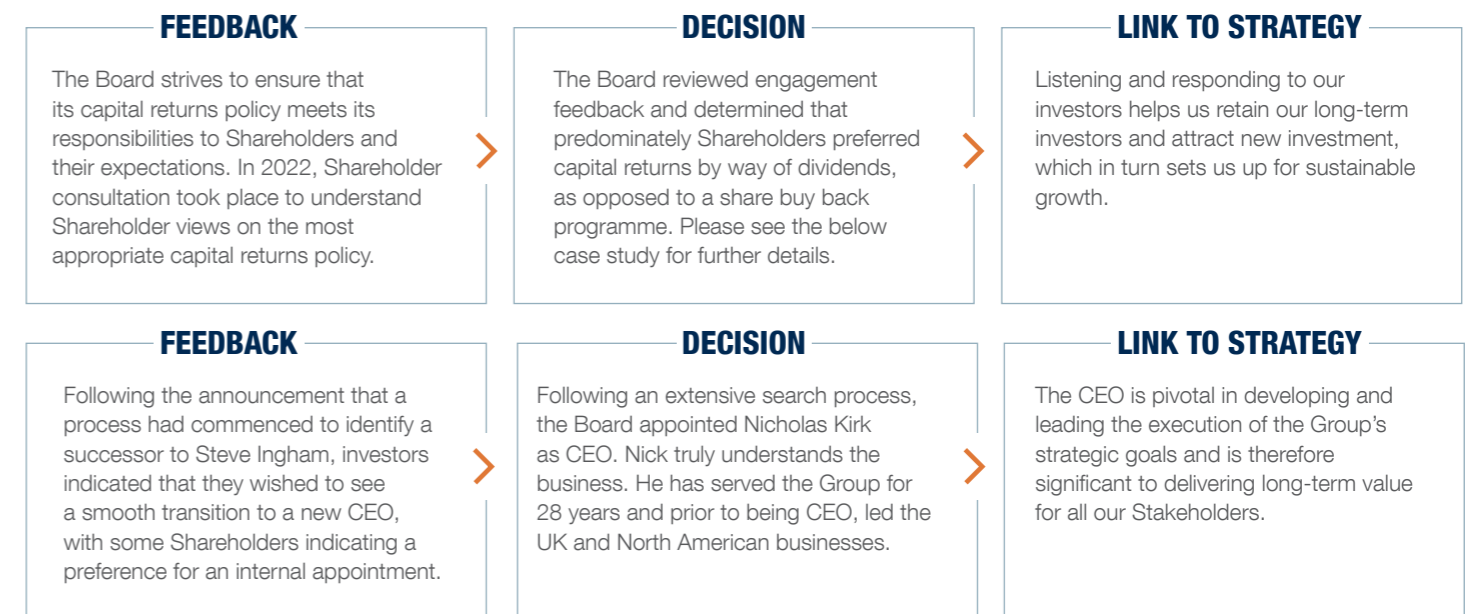 FEEDBACK
The Board strives to ensure that
its capital returns policy meets its
responsibilities to Shareholders and
their expectations. In 2022, Shareholder
consultation took place to understand
Shareholder views on the most
appropriate capital returns policy.
DECISION
The Board reviewed engagement
feedback and determined that
predominately Shareholders preferred
capital returns by way of dividends,
as opposed to a share buy back
programme. Please see the below
case study for further details.
LINK TO STRATEGY
Listening and responding to our
investors helps us retain our long-term
investors and attract new investment,
which in turn sets us up for sustainable
growth.
FEEDBACK
Following the announcement that a
process had commenced to identify a
successor to Steve Ingham, investors
indicated that they wished to see
a smooth transition to a new CEO,
with some Shareholders indicating a
preference for an internal appointment.
DECISION
Following an extensive search process,
the Board appointed Nicholas Kirk
as CEO. Nick truly understands the
business. He has served the Group for
28 years and prior to being CEO, led the
UK and North American businesses.
LINK TO STRATEGY
The CEO is pivotal in developing and
leading the execution of the Group’s
strategic goals and is therefore
significant to delivering long-term value
for all our Stakeholders.